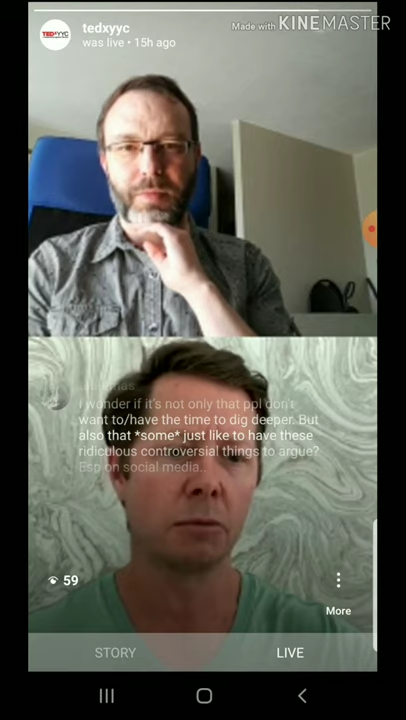 tedxyyc
was live • 15h ago
Made with KINEMASTER
TEDxYYC
I wonder if it's not only that ppl don't
want to/have the time to dig deeper. But
also that *some* just like to have these
ridiculous controversial things to argue?
Esp on social media..
59
More
STORY
LIVE